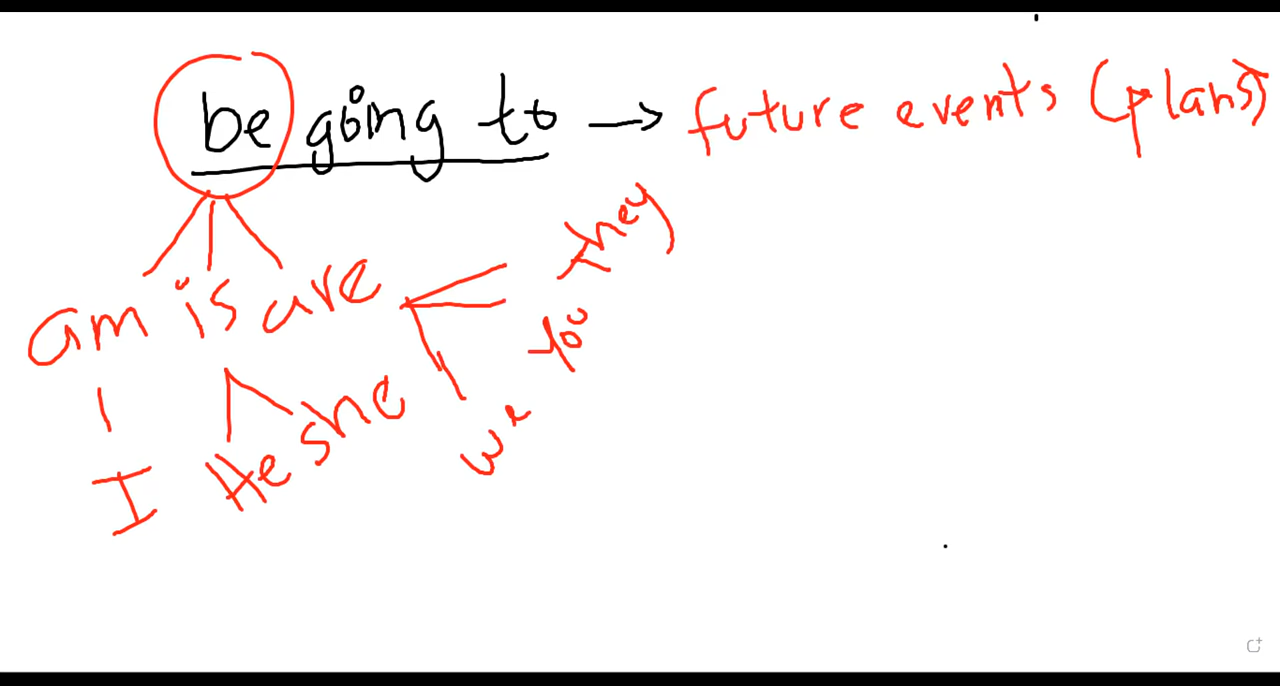 be going to → future events (plans)
am is are
they
you
we
I He she